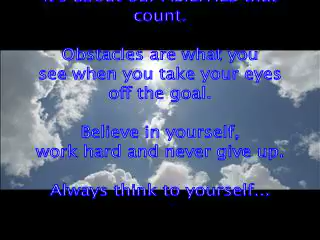 count.
Obstacles are what you
see when you take your eyes
off the goal.
Believe in yourself,
work hard and never give up.
Always think to yourself...